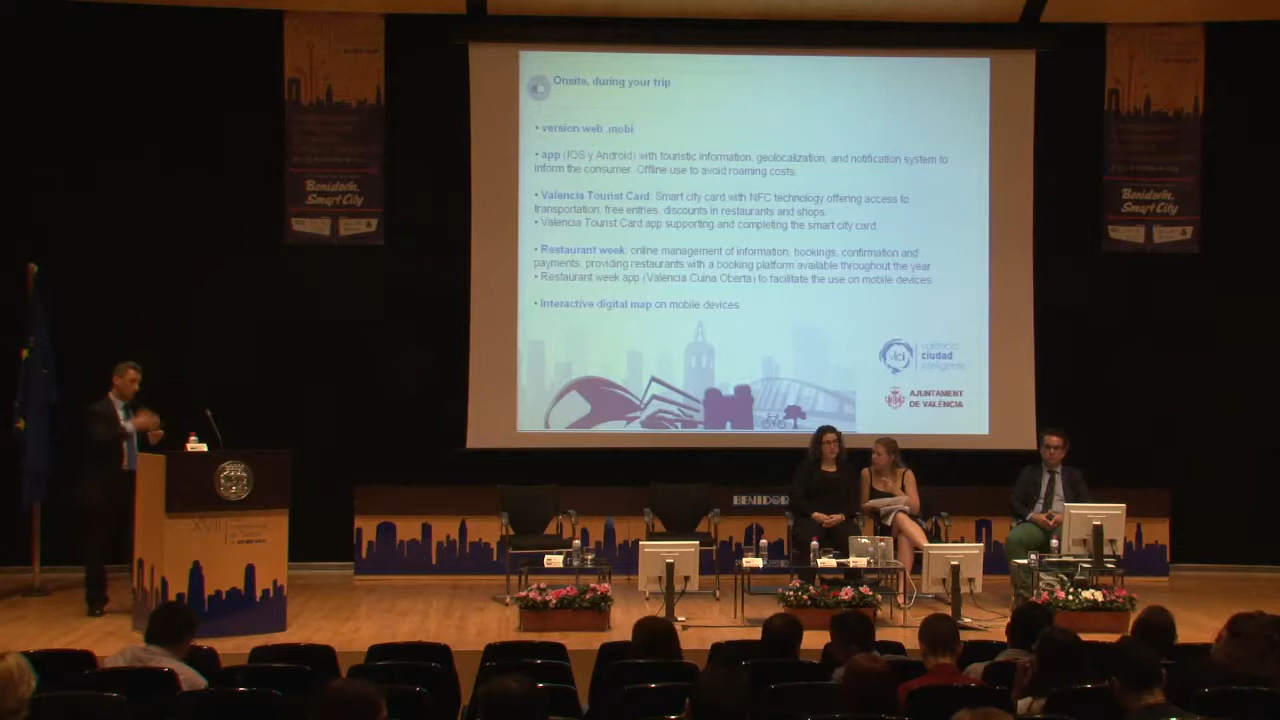 Onsite, during your trip
• version web .mobi
• app (IOS y Android) with touristic information, geolocalization, and notification system to
inform the consumer. Offline use to avoid roaming costs.
• Valencia Tourist Card: Smart city card with NFC technology offering access to
transportation, free entries, discounts in restaurants and shops.
• Valencia Tourist Card app supporting and completing the smart city card
• Restaurant week: online management of information, bookings, confirmation and
payments, providing restaurants with a booking platform available throughout the year
• Restaurant week app (Valencia Cuina Oberta) to facilitate the use on mobile devices
• Interactive digital map on mobile devices
vlci
valència
ciudad
inteligente
AJUNTAMENT
DE VALÈNCIA
Benidorm,
Smart City
Benidorm,
Smart City
BENIDORM
XVII